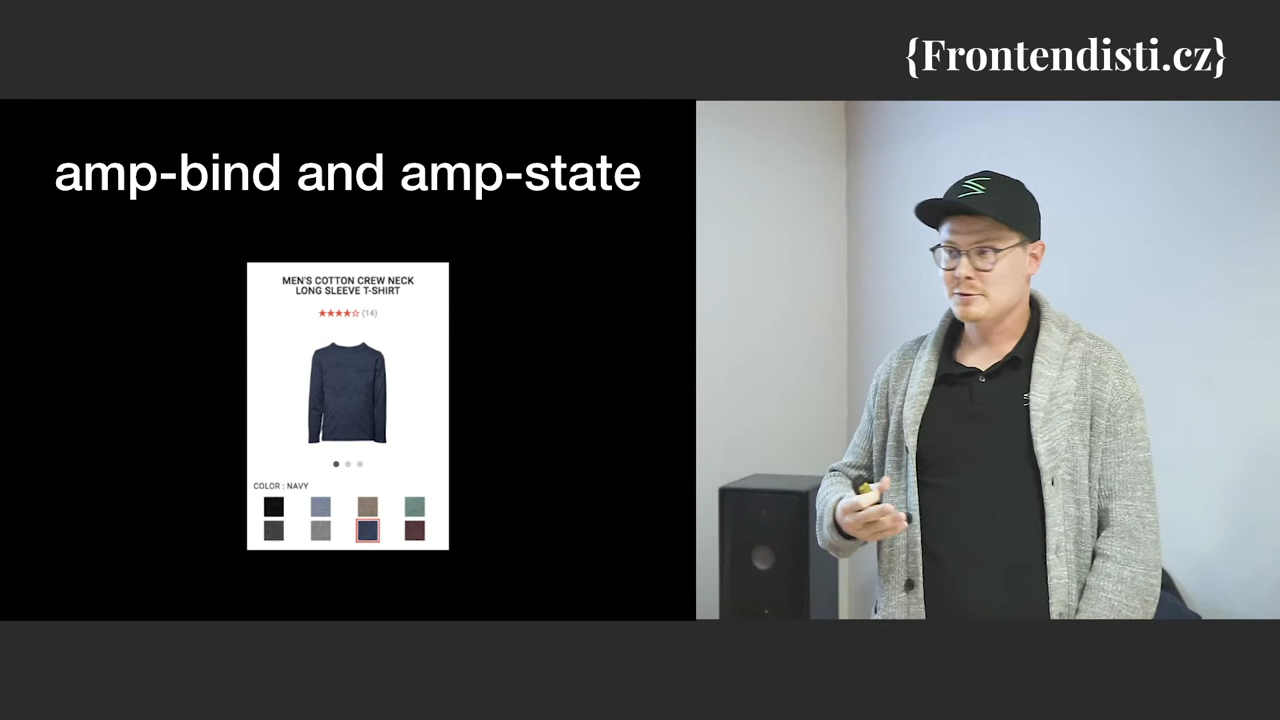 {Frontendisti.cz}
amp-bind and amp-state
MEN'S COTTON CREW NECK
LONG SLEEVE T-SHIRT
★★★★☆ (14)
COLOR : NAVY